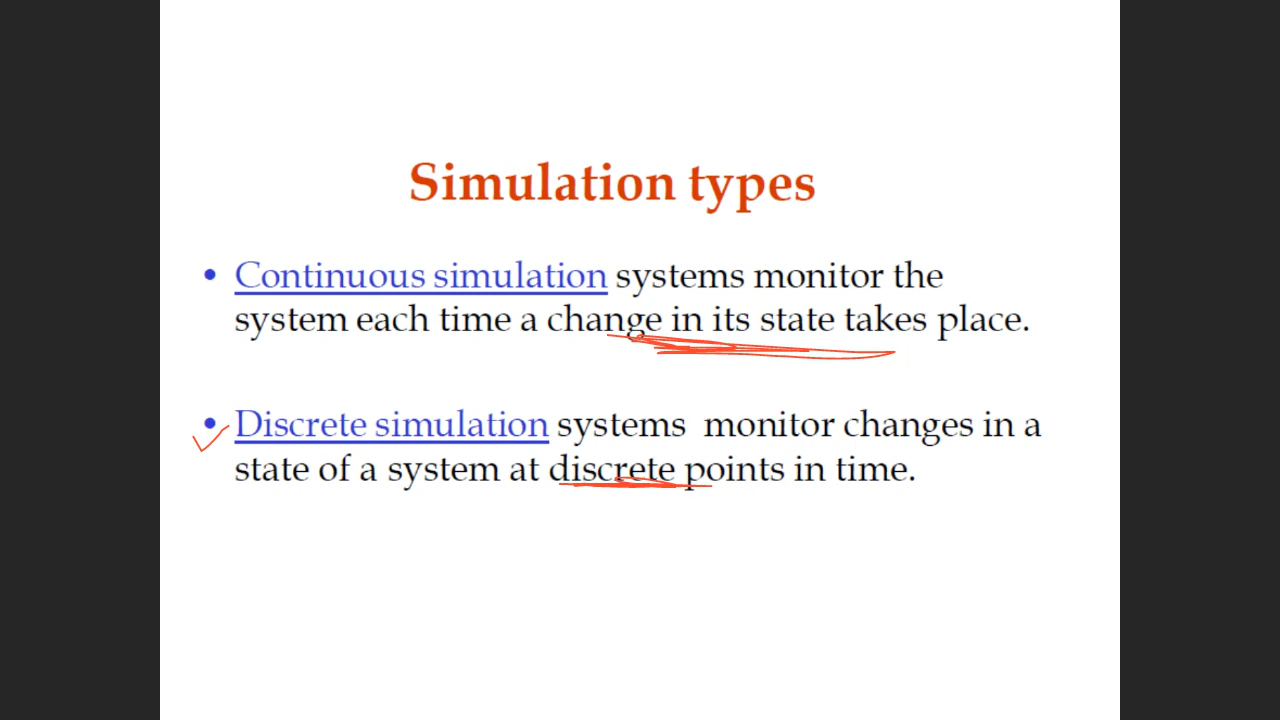 Simulation types
• Continuous simulation systems monitor the
system each time a change in its state takes place.
• Discrete simulation systems monitor changes in a
state of a system at discrete points in time.